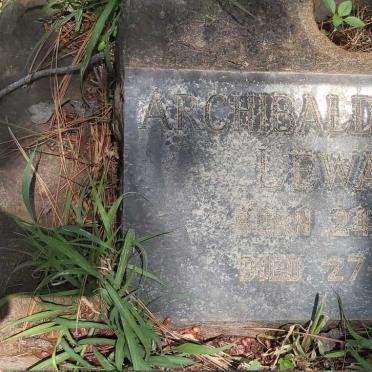 ARCHIBALD
LEWA
BORN 24
DIED 27